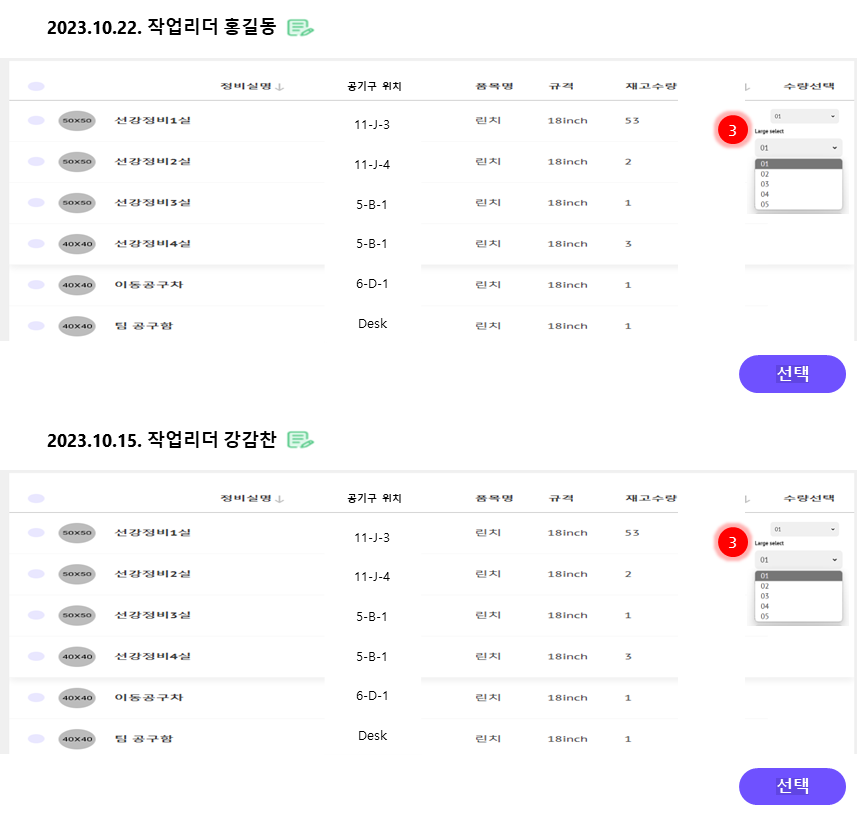 2023.10.22. 작업리더 홍길동
정비실명↓ 공기구 위치 품목명 규격 재고수량 수량선택
50X50 선강정비1실 11-J-3 린치 18inch 53 01
3 Large select
01
50X50 선강정비2실 11-J-4 린치 18inch 2 01
02
03
04
50X50 선강정비3실 5-B-1 린치 18inch 1 05
40X40 선강정비4실 5-B-1 린치 18inch 3
40X40 이동공구차 6-D-1 린치 18inch 1
40X40 팀 공구함 Desk 린치 18inch 1
선택
2023.10.15. 작업리더 강감찬
정비실명↓ 공기구 위치 품목명 규격 재고수량 수량선택
50X50 선강정비1실 11-J-3 린치 18inch 53 01
3 Large select
01
50X50 선강정비2실 11-J-4 린치 18inch 2 01
02
03
04
50X50 선강정비3실 5-B-1 린치 18inch 1 05
40X40 선강정비4실 5-B-1 린치 18inch 3
40X40 이동공구차 6-D-1 린치 18inch 1
40X40 팀 공구함 Desk 린치 18inch 1
선택